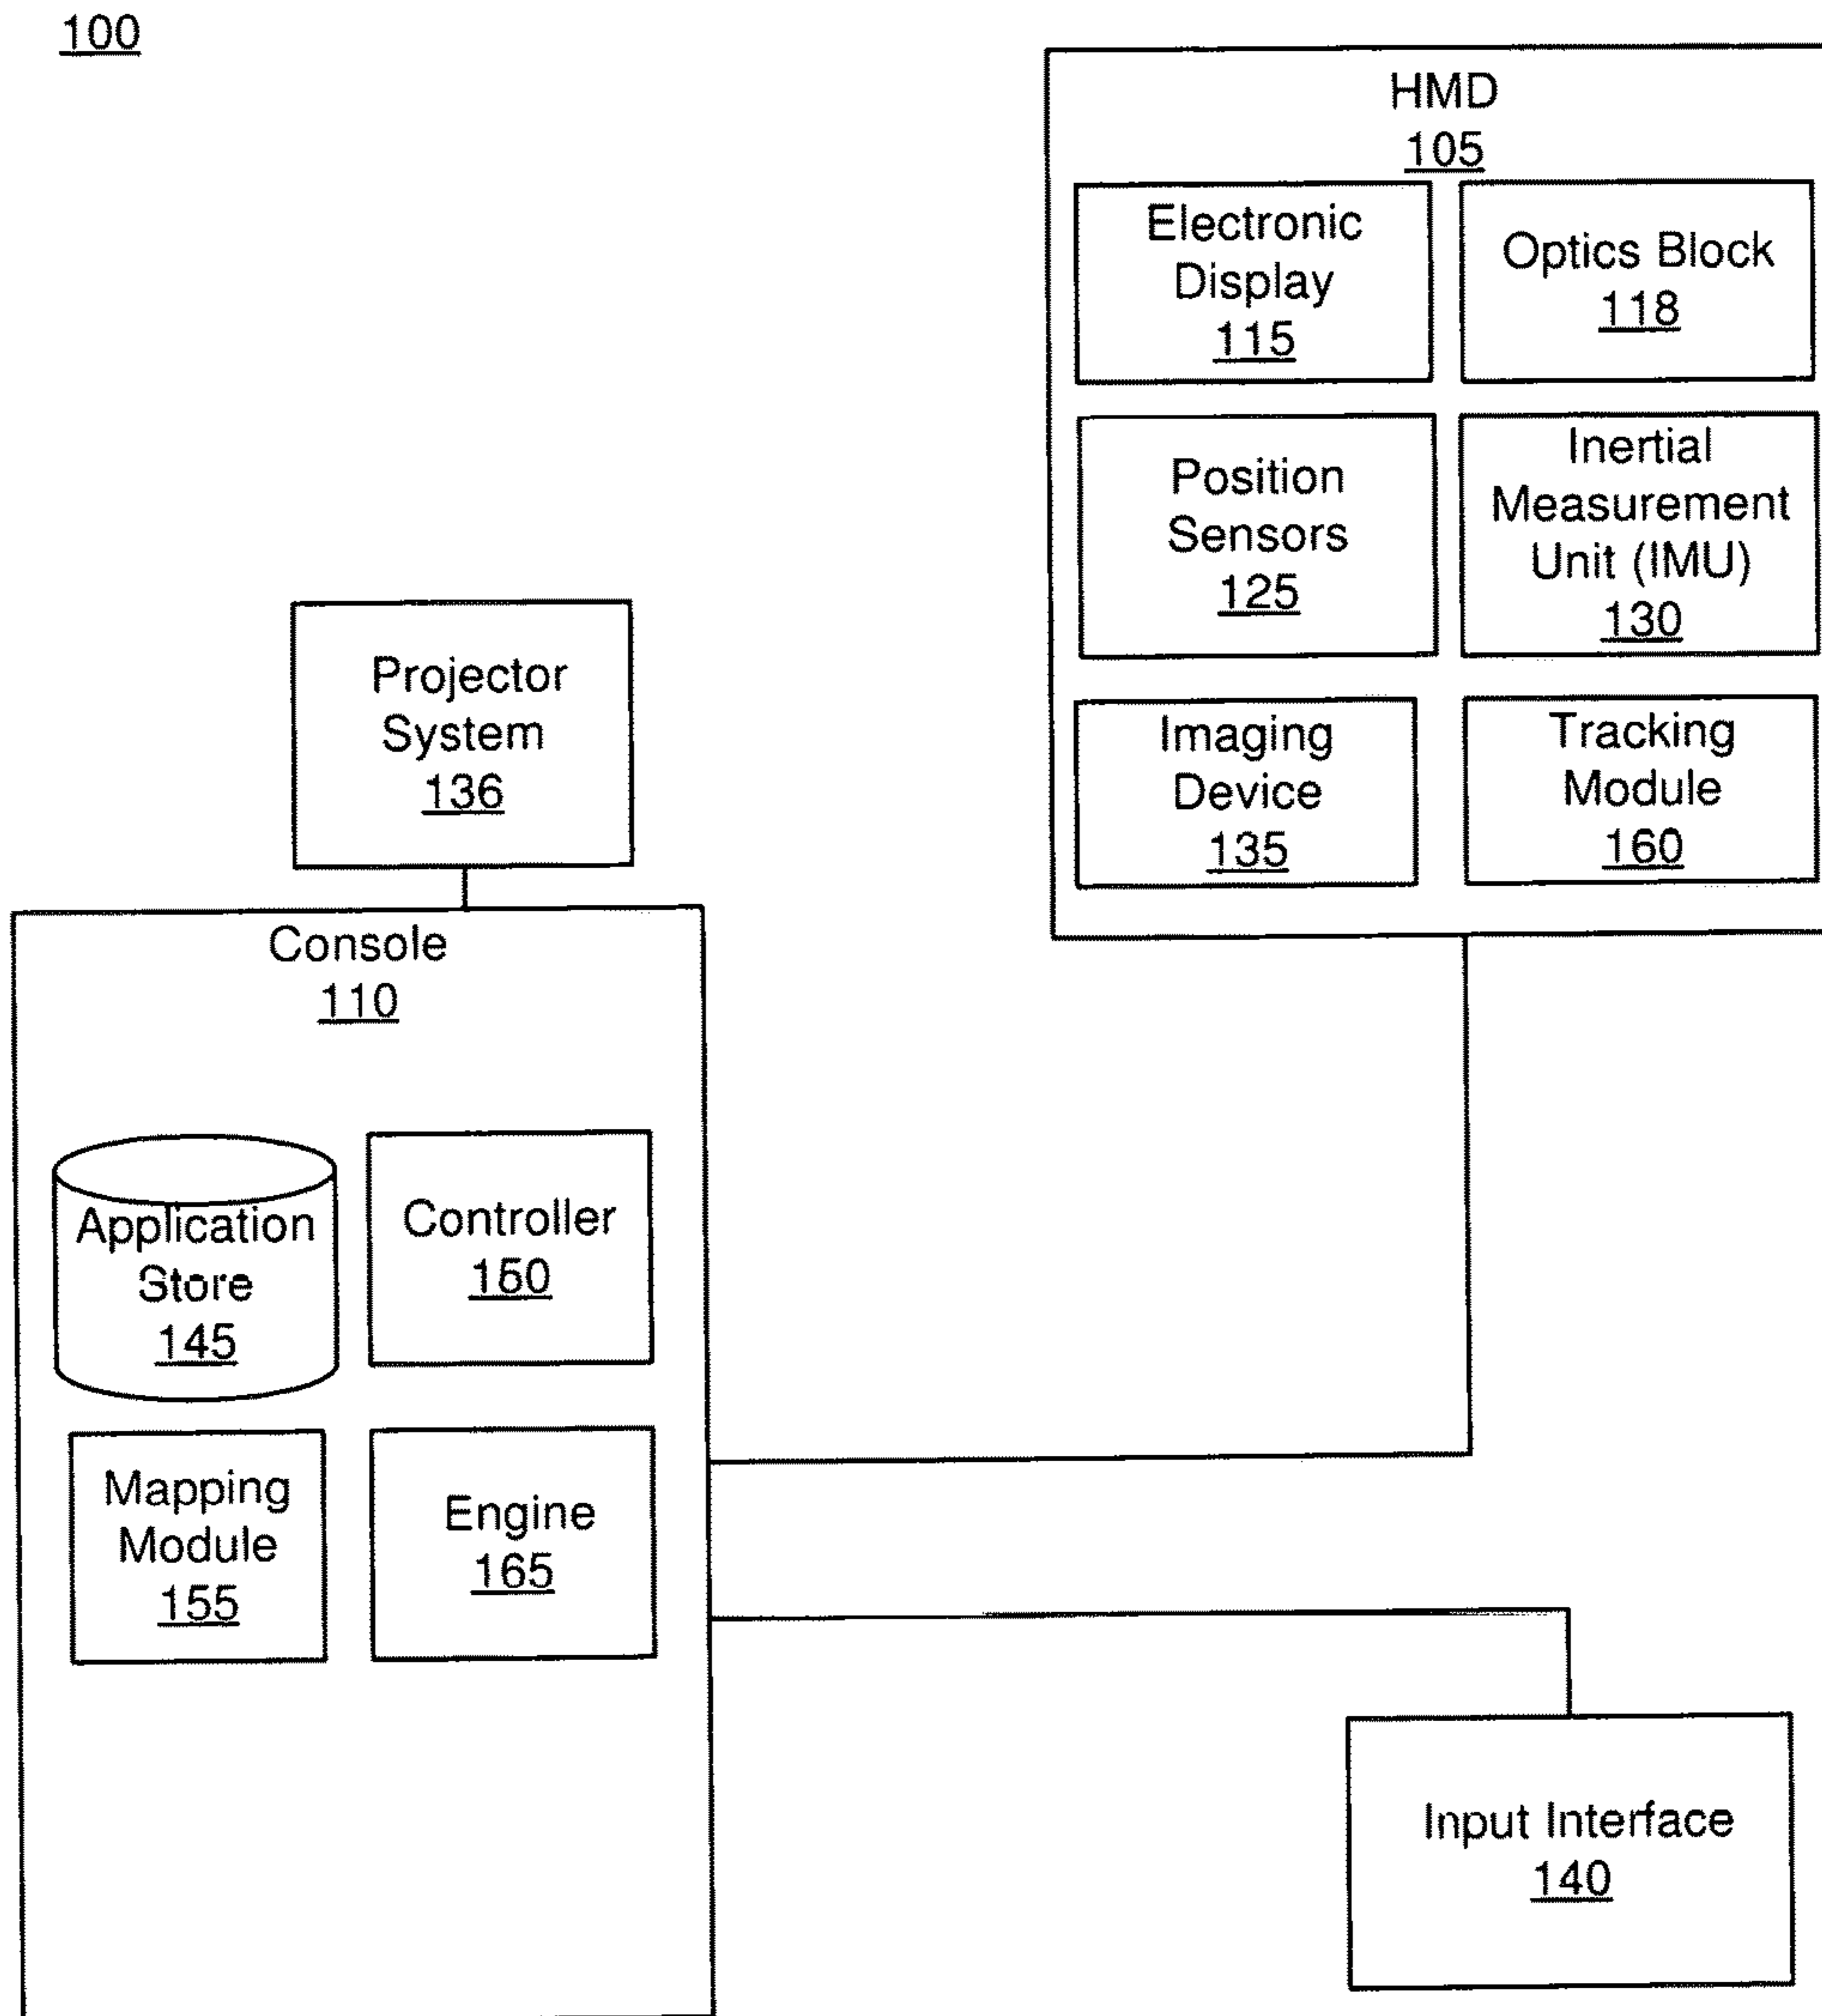 100
HMD
105
Electronic
Display
115
Optics Block
118
Position
Sensors
125
Inertial
Measurement
Unit (IMU)
130
Imaging
Device
135
Tracking
Module
160
Projector
System
136
Console
110
Application
Store
145
Controller
150
Mapping
Module
155
Engine
165
Input Interface
140